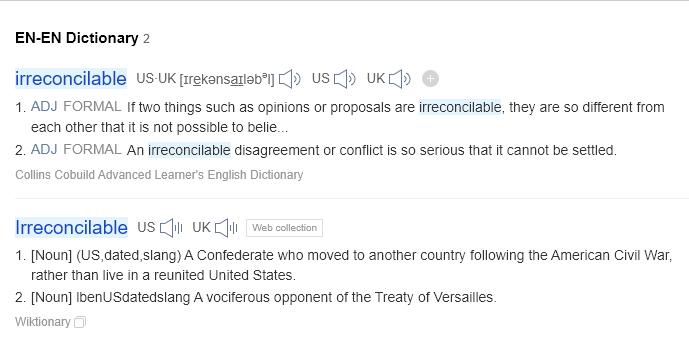 EN-EN Dictionary 2
irreconcilable US·UK [ɪrekənsaɪləbᵊl] US UK
1. ADJ FORMAL If two things such as opinions or proposals are irreconcilable, they are so different from
each other that it is not possible to belie...
2. ADJ FORMAL An irreconcilable disagreement or conflict is so serious that it cannot be settled.
Collins Cobuild Advanced Learner's English Dictionary
Irreconcilable US UK Web collection
1. [Noun] (US,dated,slang) A Confederate who moved to another country following the American Civil War,
rather than live in a reunited United States.
2. [Noun] lbenUSdatedslang A vociferous opponent of the Treaty of Versailles.
Wiktionary